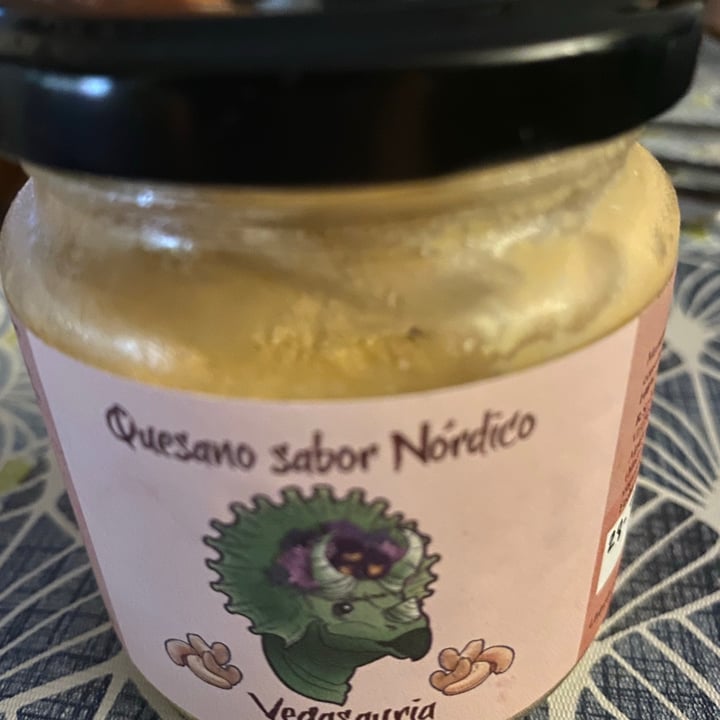 Quesano sabor Nórdico
Vegasauria